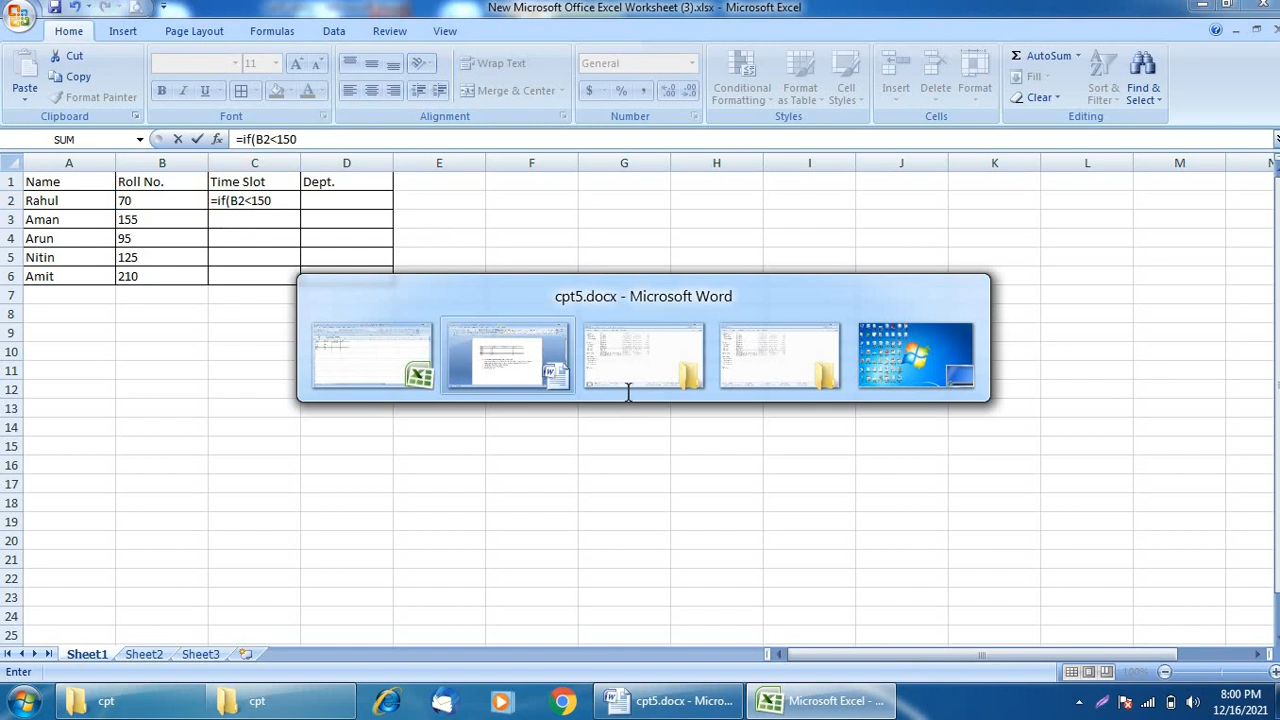 New Microsoft Office Excel Worksheet (3).xlsx - Microsoft Excel
Home Insert Page Layout Formulas Data Review View
Paste
Cut
Copy
Format Painter
Clipboard
11
A A
B I U A
Font
Wrap Text
Merge & Center
Alignment
General
$ % ,
Number
Conditional Formatting
Format as Table
Cell Styles
Styles
Insert Delete Format
Cells
Σ AutoSum
Fill
Clear
Sort & Filter
Find & Select
Editing
SUM fx =if(B2<150
A B C D E F G H I J K L M N
1 Name Roll No. Time Slot Dept.
2 Rahul 70 =if(B2<150
3 Aman 155
4 Arun 95
5 Nitin 125
6 Amit 210
7
8
9
10
11
12
13
14
15
16
17
18
19
20
21
22
23
24
25
cpt5.docx - Microsoft Word
Sheet1 Sheet2 Sheet3
Enter 100%
cpt cpt cpt5.docx - Micro... Microsoft Excel - ... 8:00 PM
12/16/2021